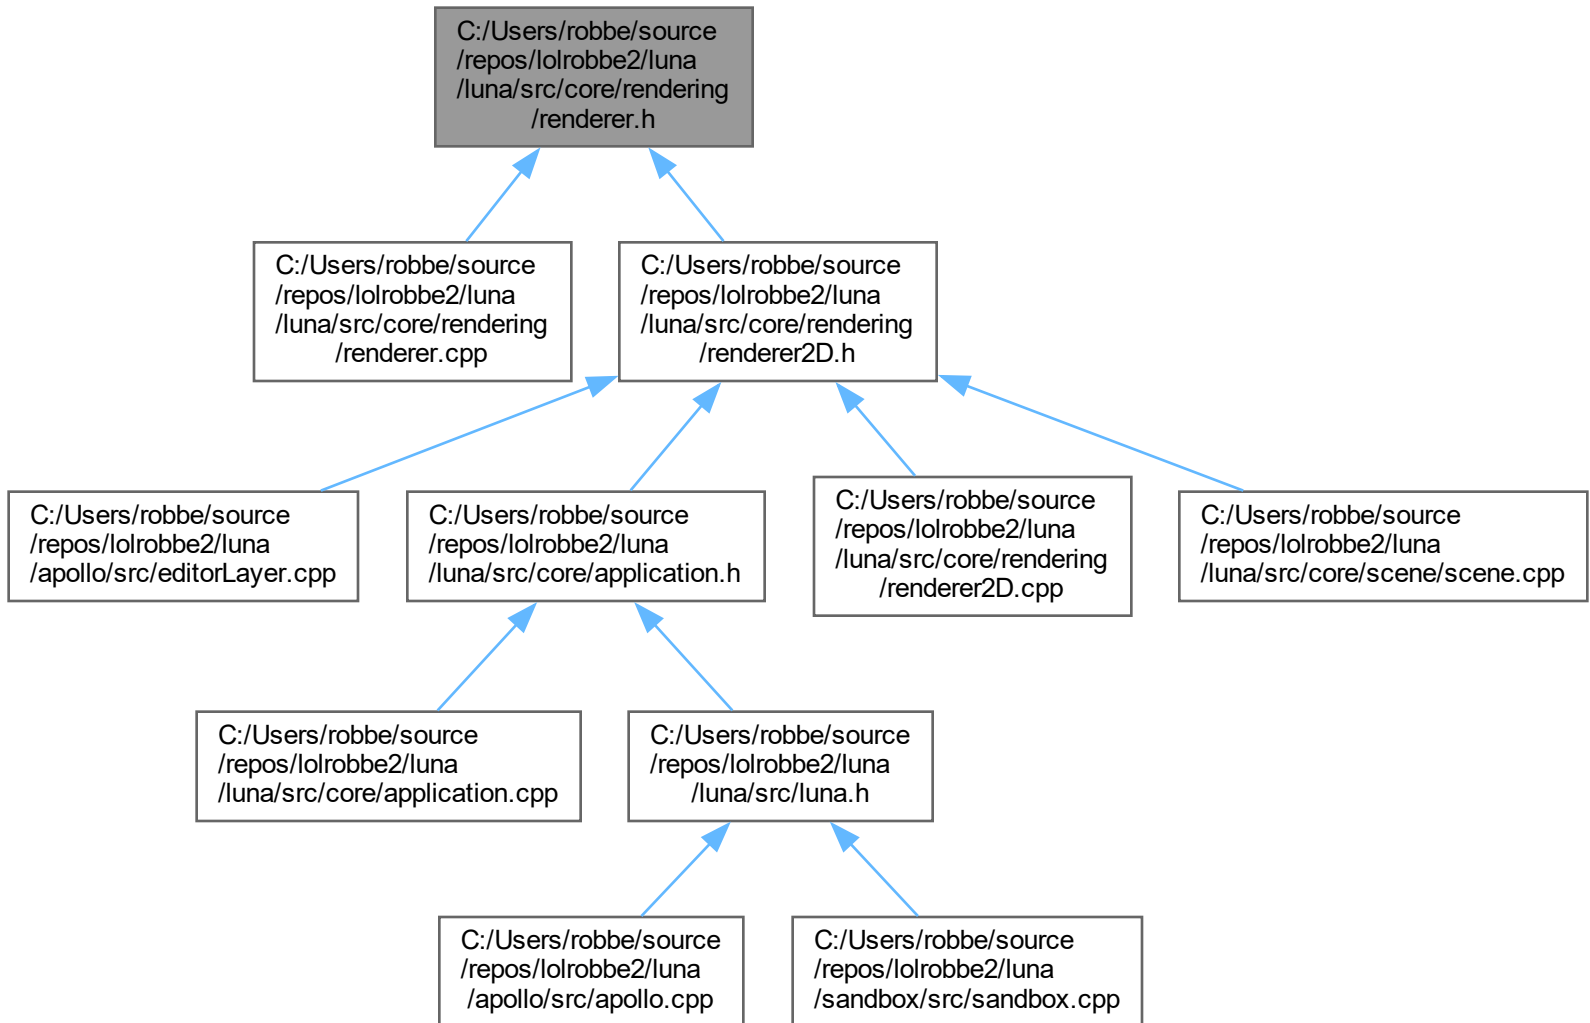 C:/Users/robbe/source
/repos/lolrobbe2/luna
/luna/src/core/rendering
/renderer.h
C:/Users/robbe/source
/repos/lolrobbe2/luna
/luna/src/core/rendering
/renderer.cpp
C:/Users/robbe/source
/repos/lolrobbe2/luna
/luna/src/core/rendering
/renderer2D.h
C:/Users/robbe/source
/repos/lolrobbe2/luna
/apollo/src/editorLayer.cpp
C:/Users/robbe/source
/repos/lolrobbe2/luna
/luna/src/core/application.h
C:/Users/robbe/source
/repos/lolrobbe2/luna
/luna/src/core/rendering
/renderer2D.cpp
C:/Users/robbe/source
/repos/lolrobbe2/luna
/luna/src/core/scene/scene.cpp
C:/Users/robbe/source
/repos/lolrobbe2/luna
/luna/src/core/application.cpp
C:/Users/robbe/source
/repos/lolrobbe2/luna
/luna/src/luna.h
C:/Users/robbe/source
/repos/lolrobbe2/luna
/apollo/src/apollo.cpp
C:/Users/robbe/source
/repos/lolrobbe2/luna
/sandbox/src/sandbox.cpp